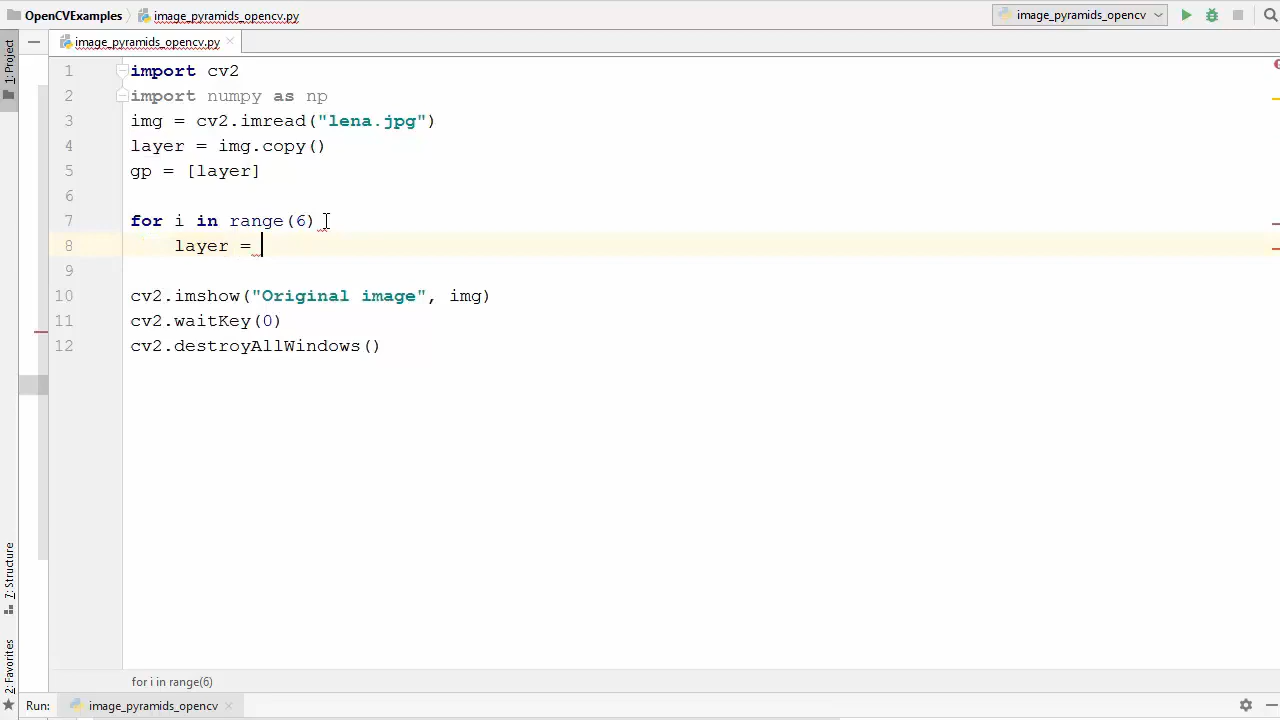 OpenCVExamples image_pyramids_opencv.py image_pyramids_opencv
image_pyramids_opencv.py
1: Project
1 import cv2
2 import numpy as np
3 img = cv2.imread("lena.jpg")
4 layer = img.copy()
5 gp = [layer]
6
7 for i in range(6)
8 layer =
9
10 cv2.imshow("Original image", img)
11 cv2.waitKey(0)
12 cv2.destroyAllWindows()
7: Structure
2: Favorites
for i in range(6)
Run: image_pyramids_opencv